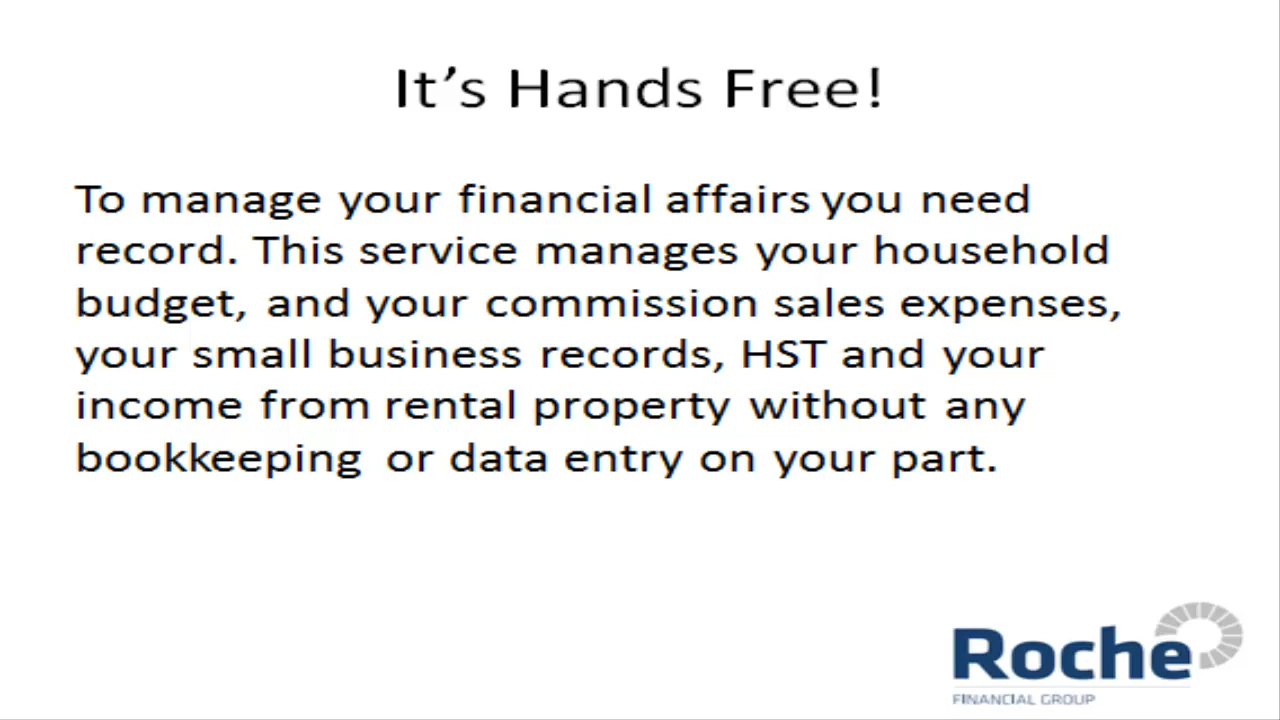 It's Hands Free!
To manage your financial affairs you need
record. This service manages your household
budget, and your commission sales expenses,
your small business records, HST and your
income from rental property without any
bookkeeping or data entry on your part.
Roche
FINANCIAL GROUP